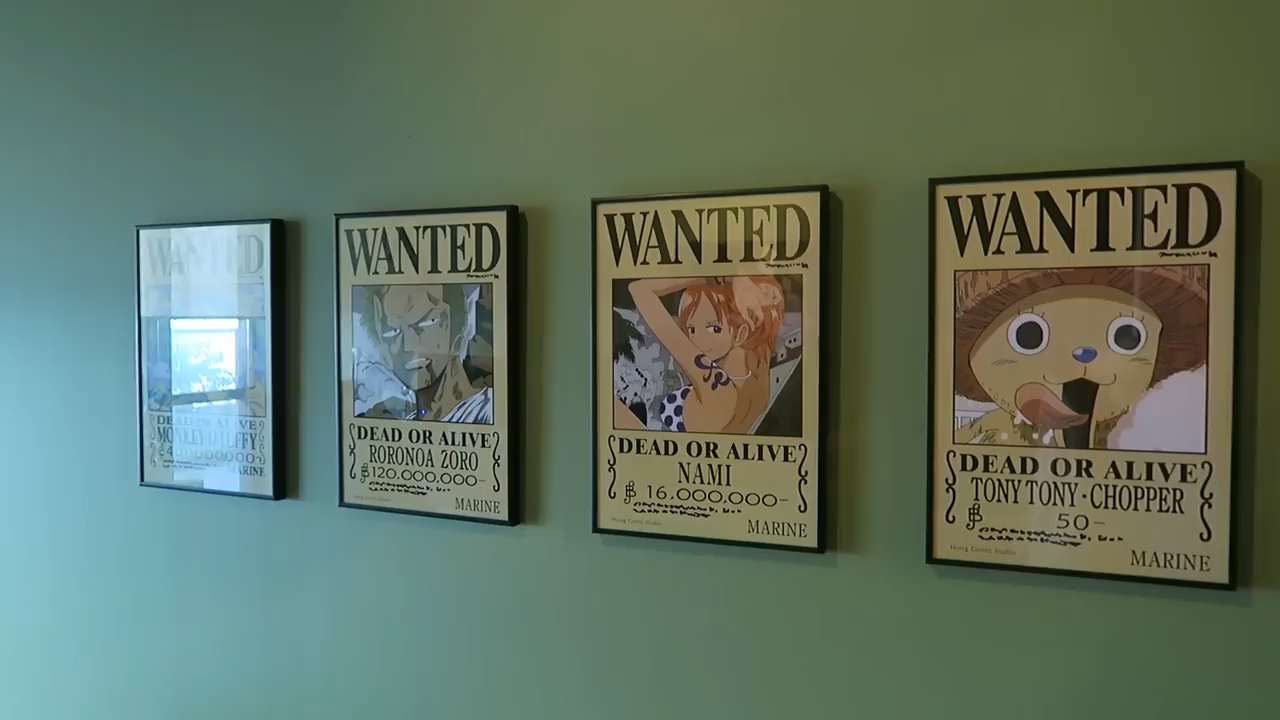 WANTED
DEAD OR ALIVE
MONKEY·D·LUFFY
MARINE
WANTED
DEAD OR ALIVE
RORONOA ZORO
฿120,000,000-
MARINE
WANTED
DEAD OR ALIVE
NAMI
฿ 16,000,000-
MARINE
WANTED
DEAD OR ALIVE
TONY TONY·CHOPPER
฿ 50-
MARINE